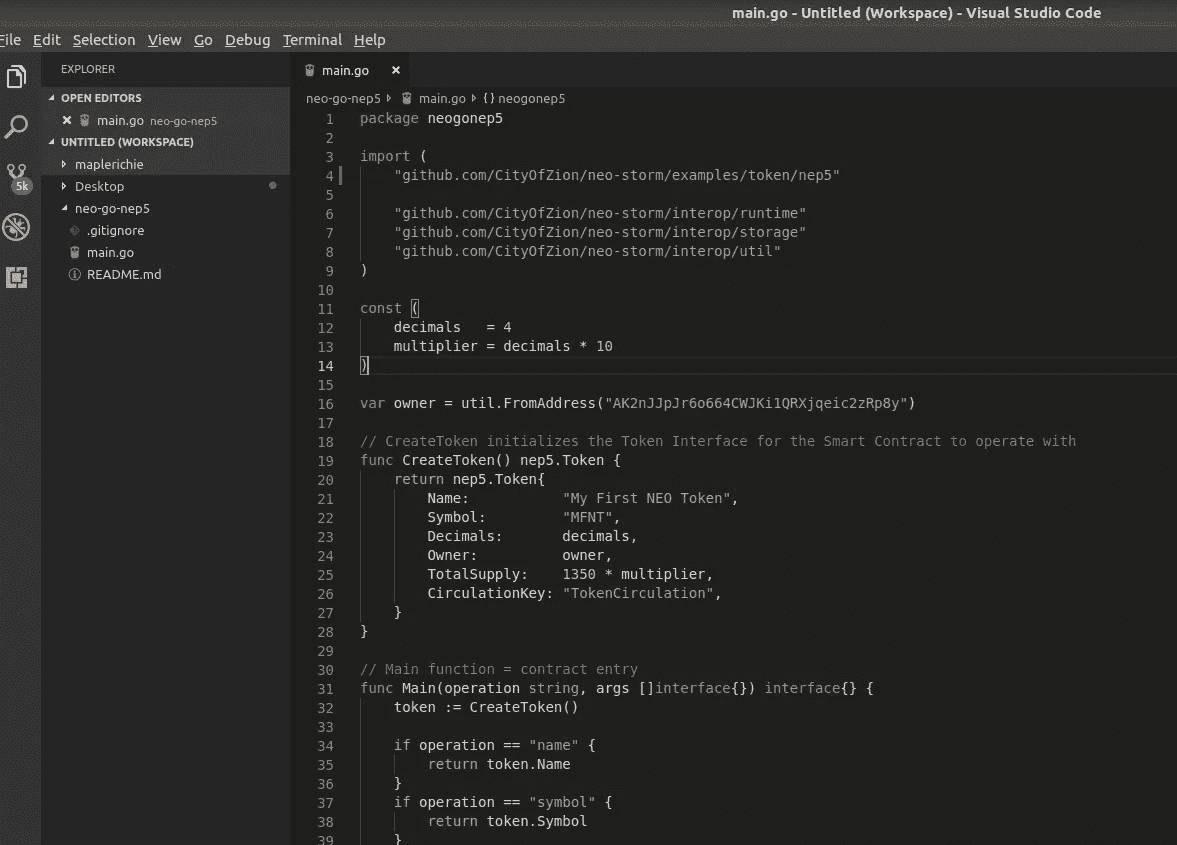 main.go - Untitled (Workspace) - Visual Studio Code
File Edit Selection View Go Debug Terminal Help
EXPLORER
OPEN EDITORS
main.go neo-go-nep5
UNTITLED (WORKSPACE)
maplerichie
Desktop
neo-go-nep5
.gitignore
main.go
README.md
5k
main.go
neo-go-nep5 main.go {} neogonep5
1 package neogonep5
2
3 import (
4 "github.com/CityOfZion/neo-storm/examples/token/nep5"
5
6 "github.com/CityOfZion/neo-storm/interop/runtime"
7 "github.com/CityOfZion/neo-storm/interop/storage"
8 "github.com/CityOfZion/neo-storm/interop/util"
9 )
10
11 const (
12 decimals = 4
13 multiplier = decimals * 10
14 )
15
16 var owner = util.FromAddress("AK2nJJpJr6o664CWJKi1QRXjqeic2zRp8y")
17
18 // CreateToken initializes the Token Interface for the Smart Contract to operate with
19 func CreateToken() nep5.Token {
20 return nep5.Token{
21 Name: "My First NEO Token",
22 Symbol: "MFNT",
23 Decimals: decimals,
24 Owner: owner,
25 TotalSupply: 1350 * multiplier,
26 CirculationKey: "TokenCirculation",
27 }
28 }
29
30 // Main function = contract entry
31 func Main(operation string, args []interface{}) interface{} {
32 token := CreateToken()
33
34 if operation == "name" {
35 return token.Name
36 }
37 if operation == "symbol" {
38 return token.Symbol
39 }